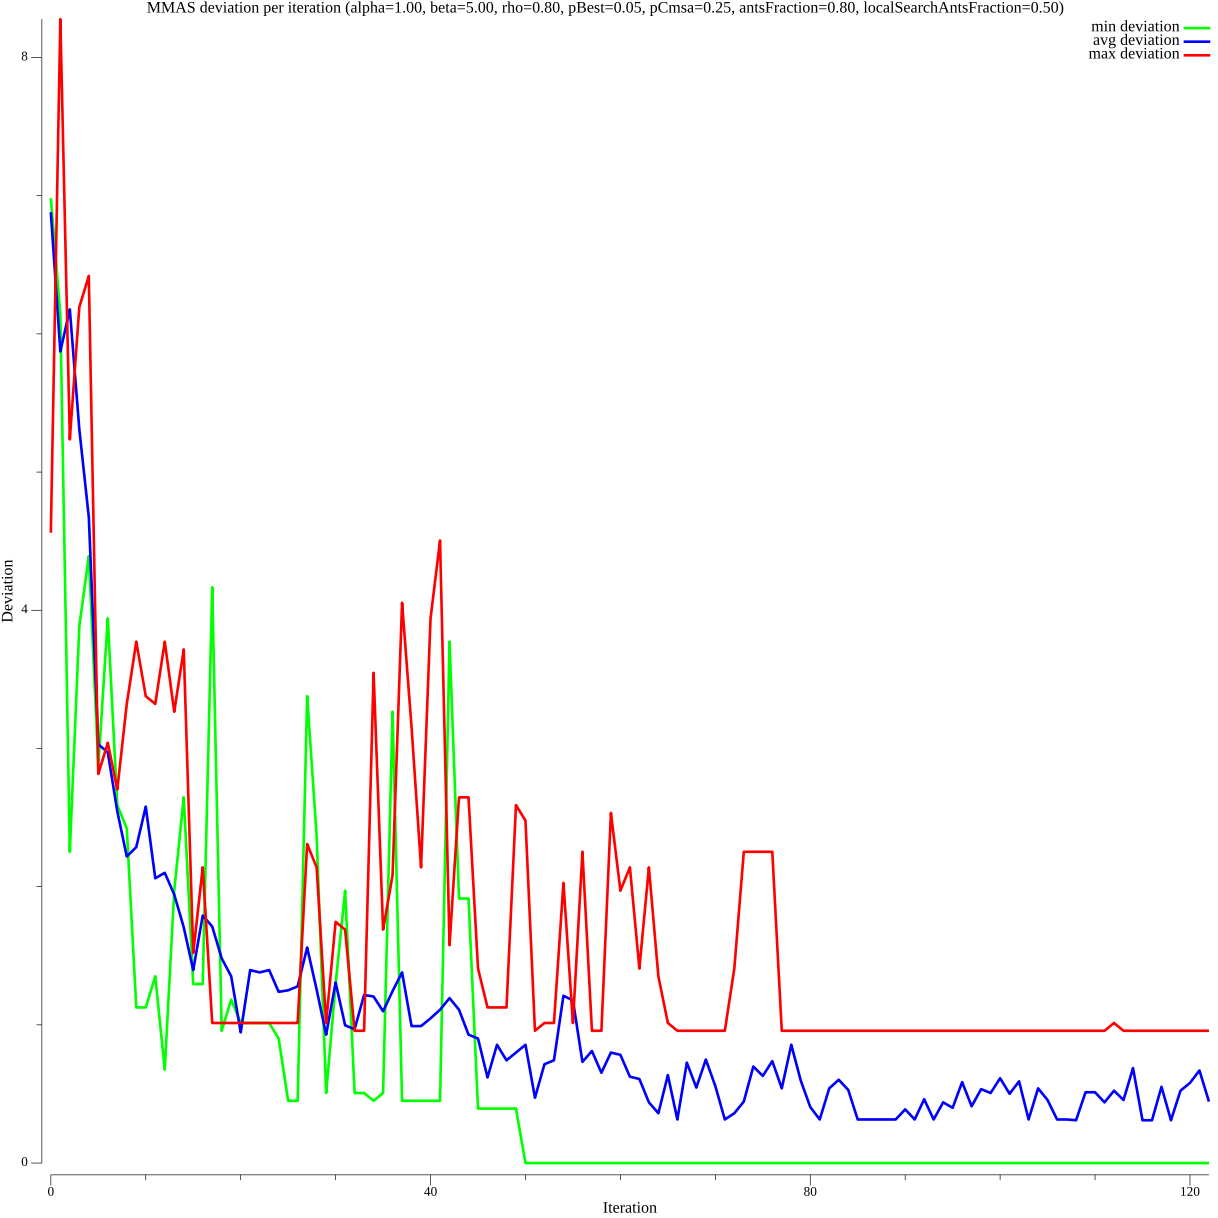 MMAS deviation per iteration (alpha=1.00, beta=5.00, rho=0.80, pBest=0.05, pCmsa=0.25, antsFraction=0.80, localSearchAntsFraction=0.50)
min deviation
avg deviation
max deviation
8
4
0
Deviation
0 40 80 120
Iteration